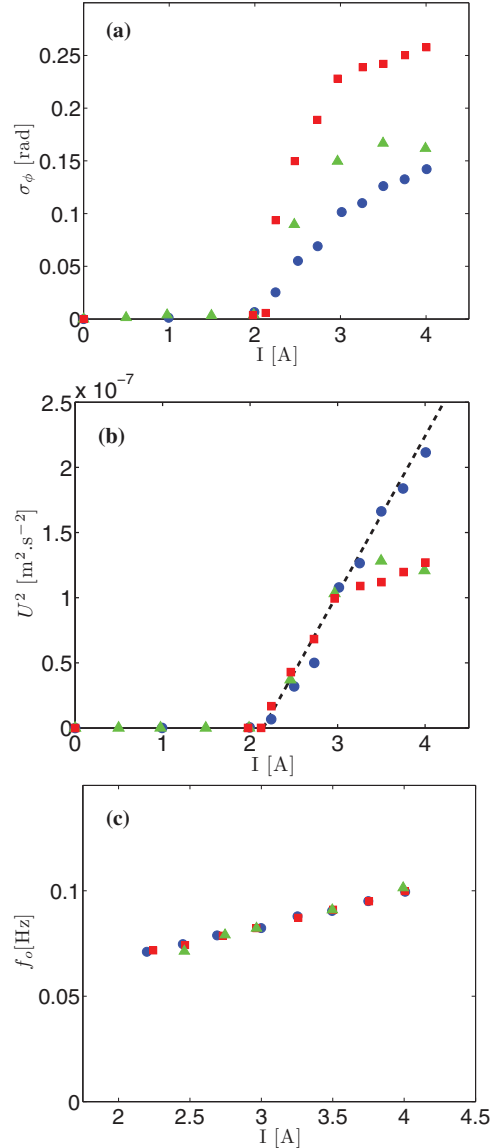 (a)
0.25
0.2
0.15
0.1
0.05
0
σ_ϕ [rad]
0 1 2 3 4
I [A]
x 10^−7
2.5
(b)
2
1.5
1
0.5
0
U^2 [m^2.s^−2]
0 1 2 3 4
I [A]
(c)
0.1
0.05
0
f_o[Hz]
2 2.5 3 3.5 4 4.5
I [A]